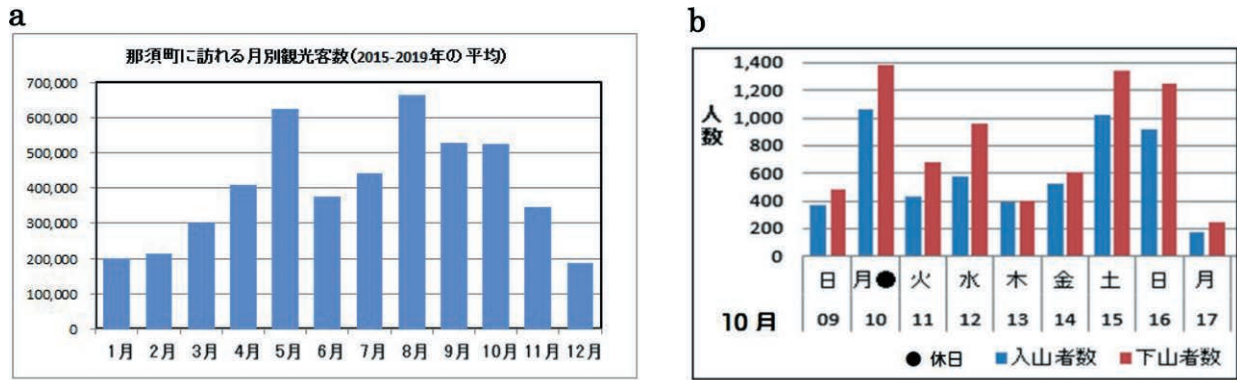 a
那須町に訪れる月別観光客数(2015-2019年の平均)
700,000
600,000
500,000
400,000
300,000
200,000
100,000
0
1月 2月 3月 4月 5月 6月 7月 8月 9月 10月 11月 12月
b
人数
1,400
1,200
1,000
800
600
400
200
0
日 月● 火 水 木 金 土 日 月
10月 09 10 11 12 13 14 15 16 17
● 休日 ■入山者数 ■下山者数